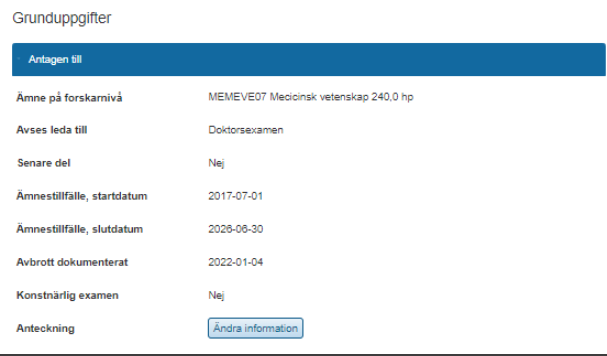 Grunduppgifter
Antagen till
Ämne på forskarnivå MEMEVE07 Mecicinsk vetenskap 240,0 hp
Avses leda till Doktorsexamen
Senare del Nej
Ämnestillfälle, startdatum 2017-07-01
Ämnestillfälle, slutdatum 2026-06-30
Avbrott dokumenterat 2022-01-04
Konstnärlig examen Nej
Anteckning Ändra information